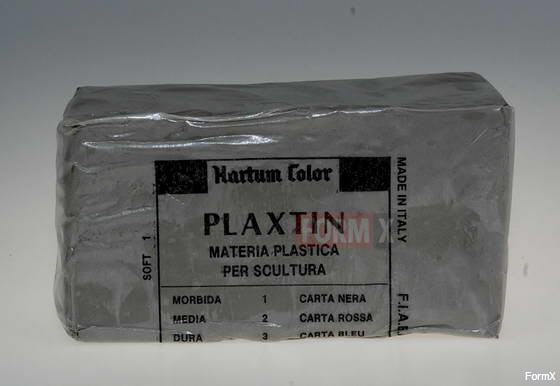 Hartum Color
PLAXTIN
FORM X
MATERIA PLASTICA
PER SCULTURA
MORBIDA 1 CARTA NERA
MEDIA 2 CARTA ROSSA
DURA 3 CARTA BLEU
SOFT 1
MADE IN ITALY
FormX